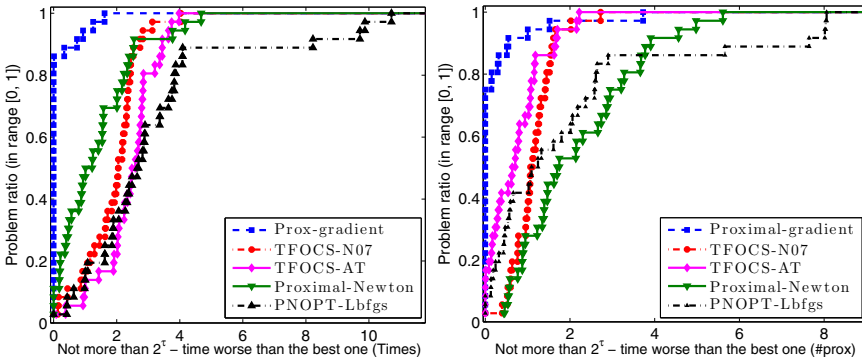 Problem ratio (in range [0, 1])
1
0.8
0.6
0.4
0.2
0
0 2 4 6 8 10
Not more than 2^τ − time worse than the best one (Times)
Prox-gradient
TFOCS-N07
TFOCS-AT
Proximal-Newton
PNOPT-Lbfgs
Problem ratio (in range [0, 1])
1
0.8
0.6
0.4
0.2
0
0 2 4 6 8
Not more than 2^τ − time worse than the best one (#prox)
Proximal-gradient
TFOCS-N07
TFOCS-AT
Proximal-Newton
PNOPT-Lbfgs